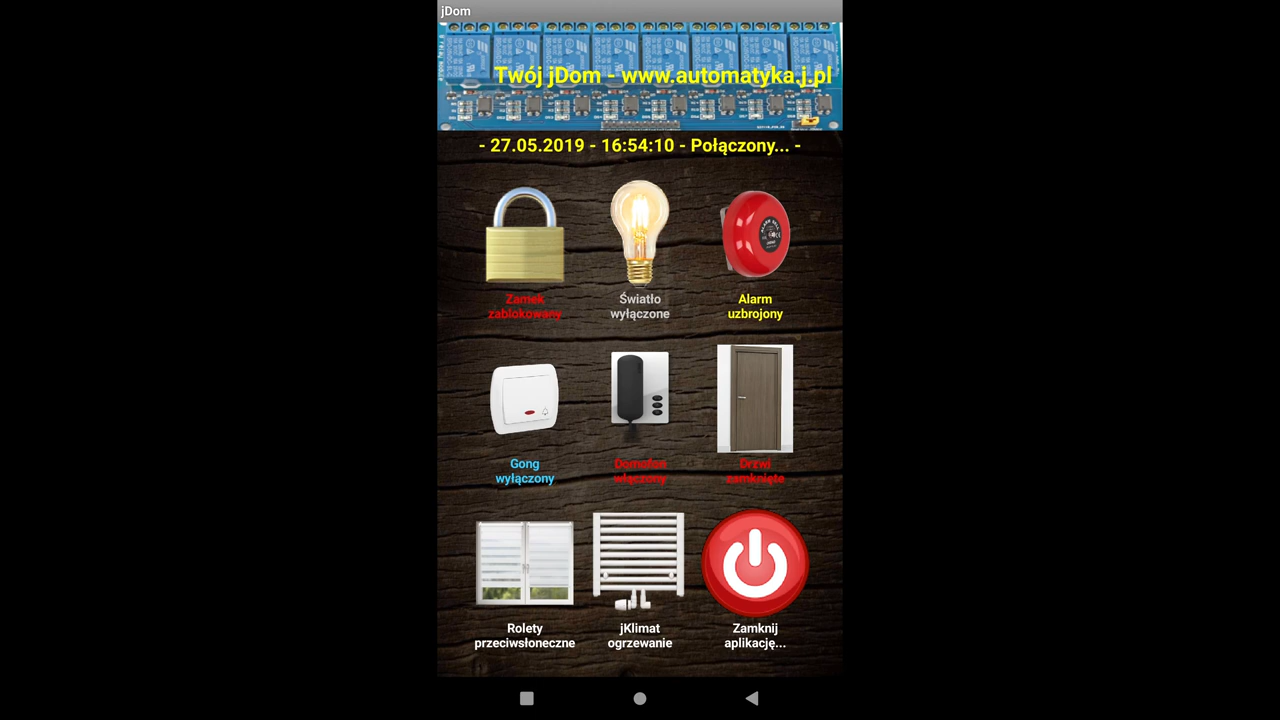 jDom
Twój jDom - www.automatyka.j.pl
- 27.05.2019 - 16:54:10 - Połączony... -
Zamek
zablokowany
Światło
wyłączone
Alarm
uzbrojony
Gong
wyłączony
Domofon
włączony
Drzwi
zamknięte
Rolety
przeciwsłoneczne
jKlimat
ogrzewanie
Zamknij
aplikację...